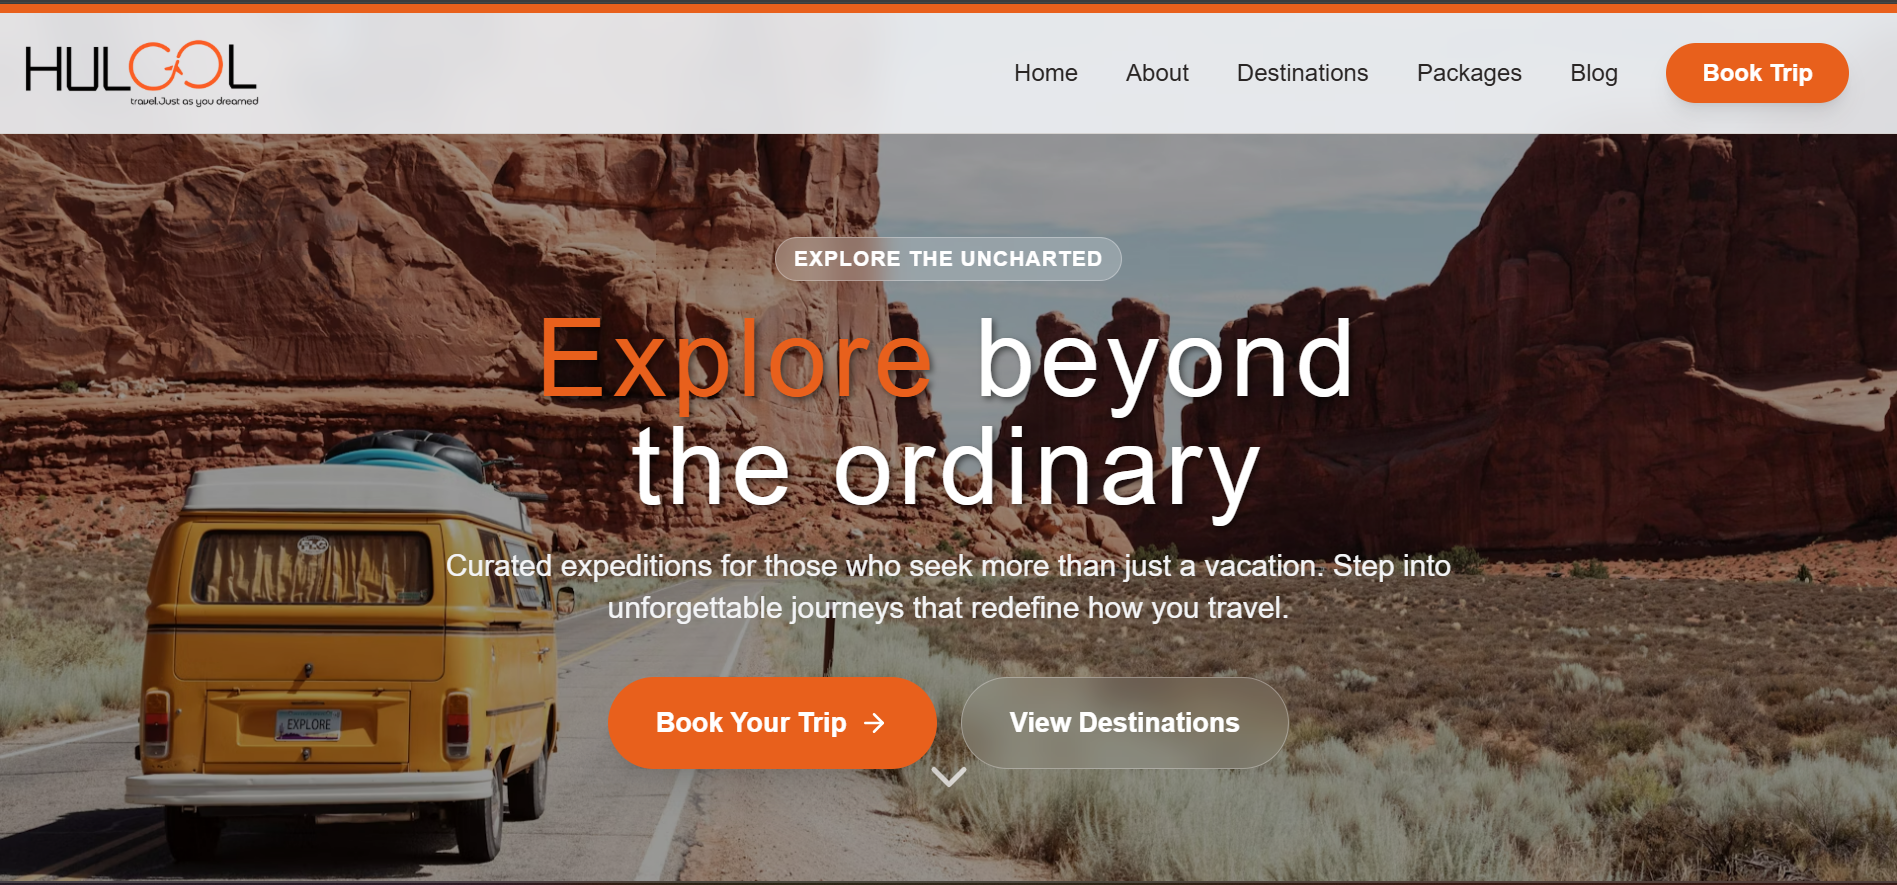 HULCOOL
travel.Just as you dreamed
Home About Destinations Packages Blog Book Trip
EXPLORE THE UNCHARTED
Explore beyond
the ordinary
Curated expeditions for those who seek more than just a vacation. Step into
unforgettable journeys that redefine how you travel.
EXPLORE
Book Your Trip → View Destinations